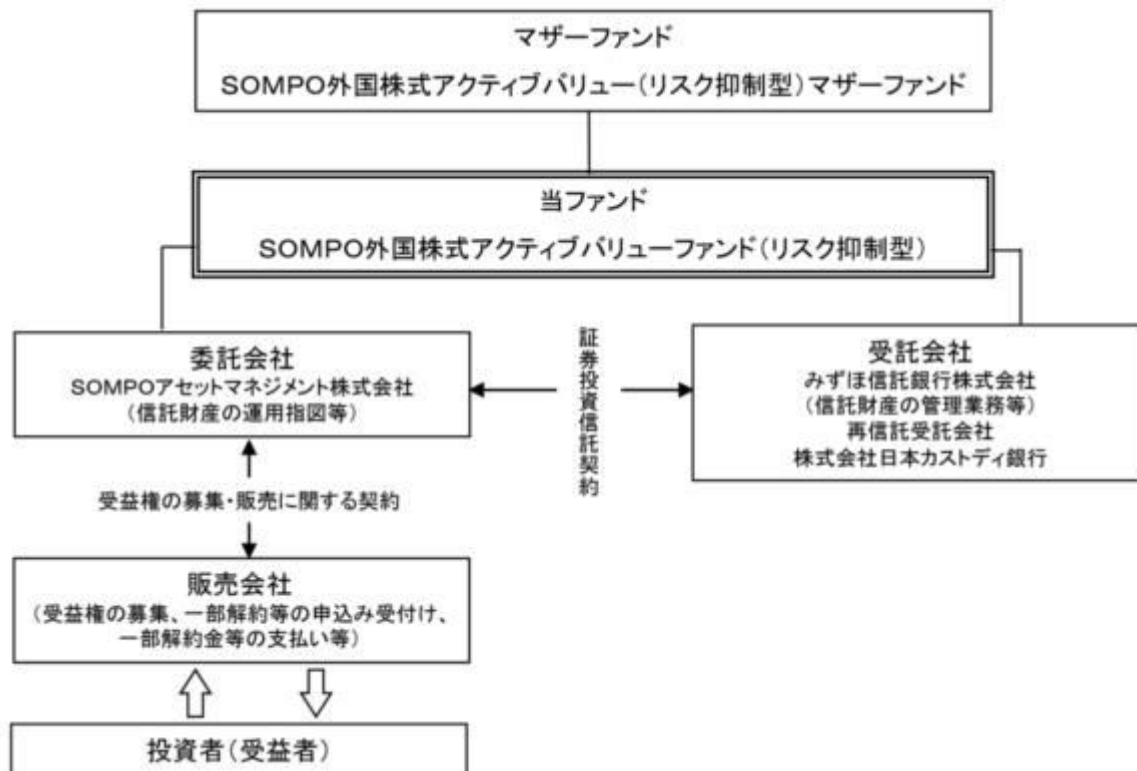 マザーファンド
SOMPO外国株式アクティブバリュー(リスク抑制型)マザーファンド
当ファンド
SOMPO外国株式アクティブバリューファンド(リスク抑制型)
委託会社
SOMPOアセットマネジメント株式会社
(信託財産の運用指図等)
証券投資信託契約
受託会社
みずほ信託銀行株式会社
(信託財産の管理業務等)
再信託受託会社
株式会社日本カストディ銀行
受益権の募集・販売に関する契約
販売会社
(受益権の募集、一部解約等の申込み受付け、
一部解約金等の支払い等)
投資者(受益者)